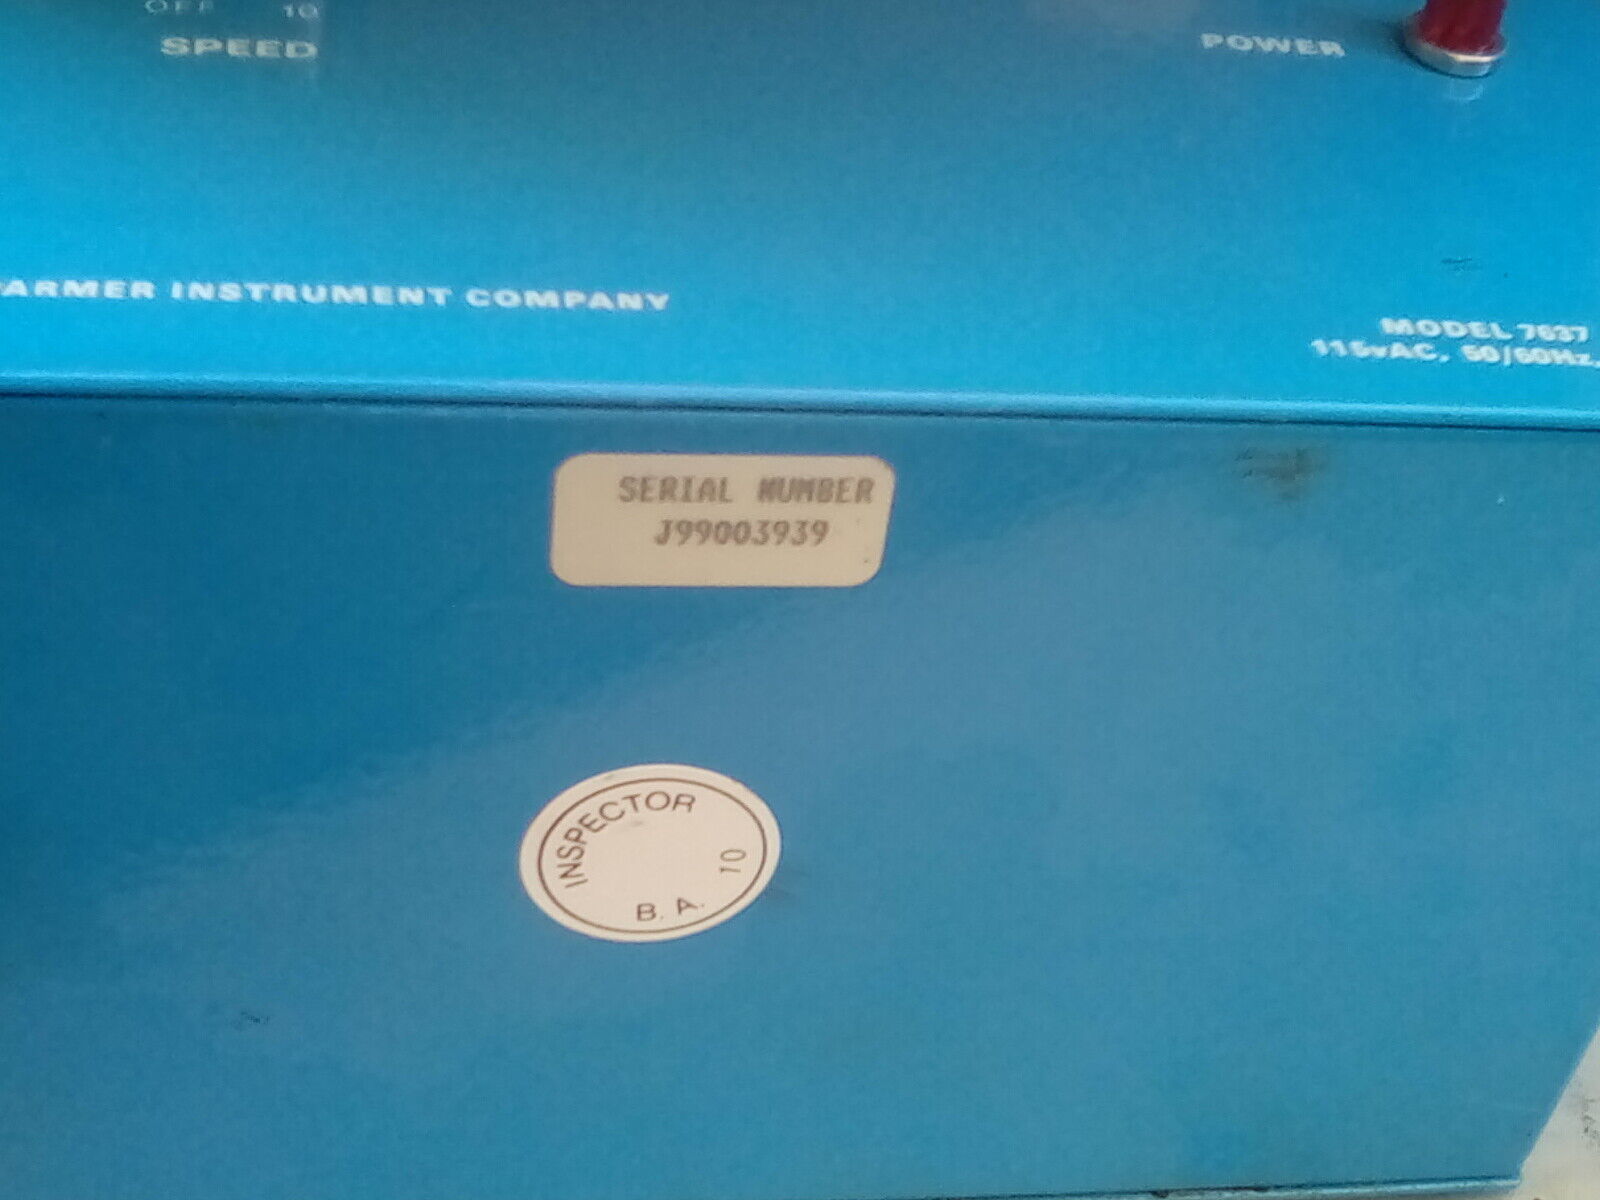 OFF 10
SPEED
POWER
ARMER INSTRUMENT COMPANY
MODEL 7637
115vAC, 50/60Hz,
SERIAL NUMBER
J99003939
INSPECTOR
10
B. A.